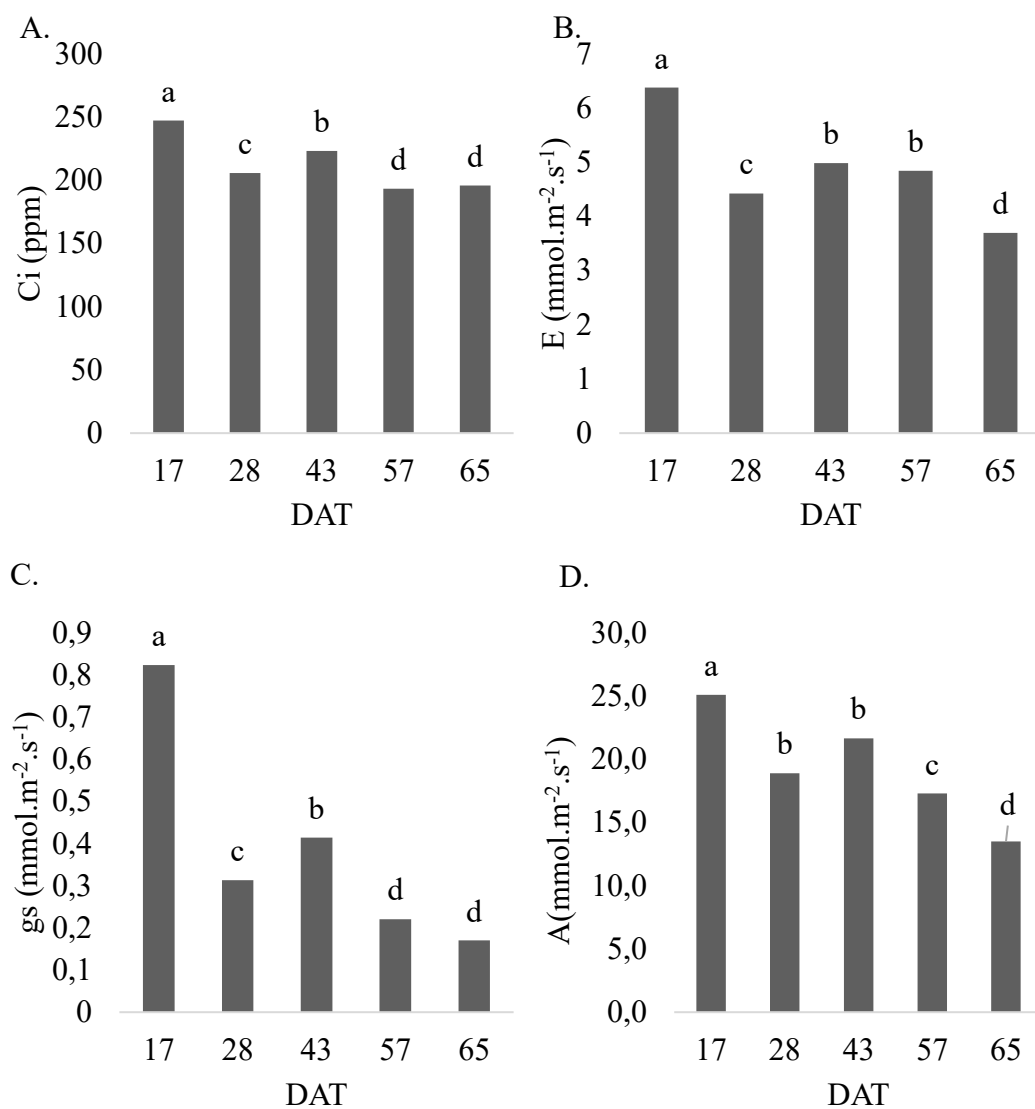 A.
Ci (ppm)
300
250
200
150
100
50
0
a
c
b
d
d
17 28 43 57 65
DAT
B.
E (mmol.m-2.s-1)
7
6
5
4
3
2
1
0
a
c
b
b
d
17 28 43 57 65
DAT
C.
gs (mmol.m-2.s-1)
0,9
0,8
0,7
0,6
0,5
0,4
0,3
0,2
0,1
0
a
c
b
d
d
17 28 43 57 65
DAT
D.
A(mmol.m-2.s-1)
30,0
25,0
20,0
15,0
10,0
5,0
0,0
a
b
b
c
d
17 28 43 57 65
DAT